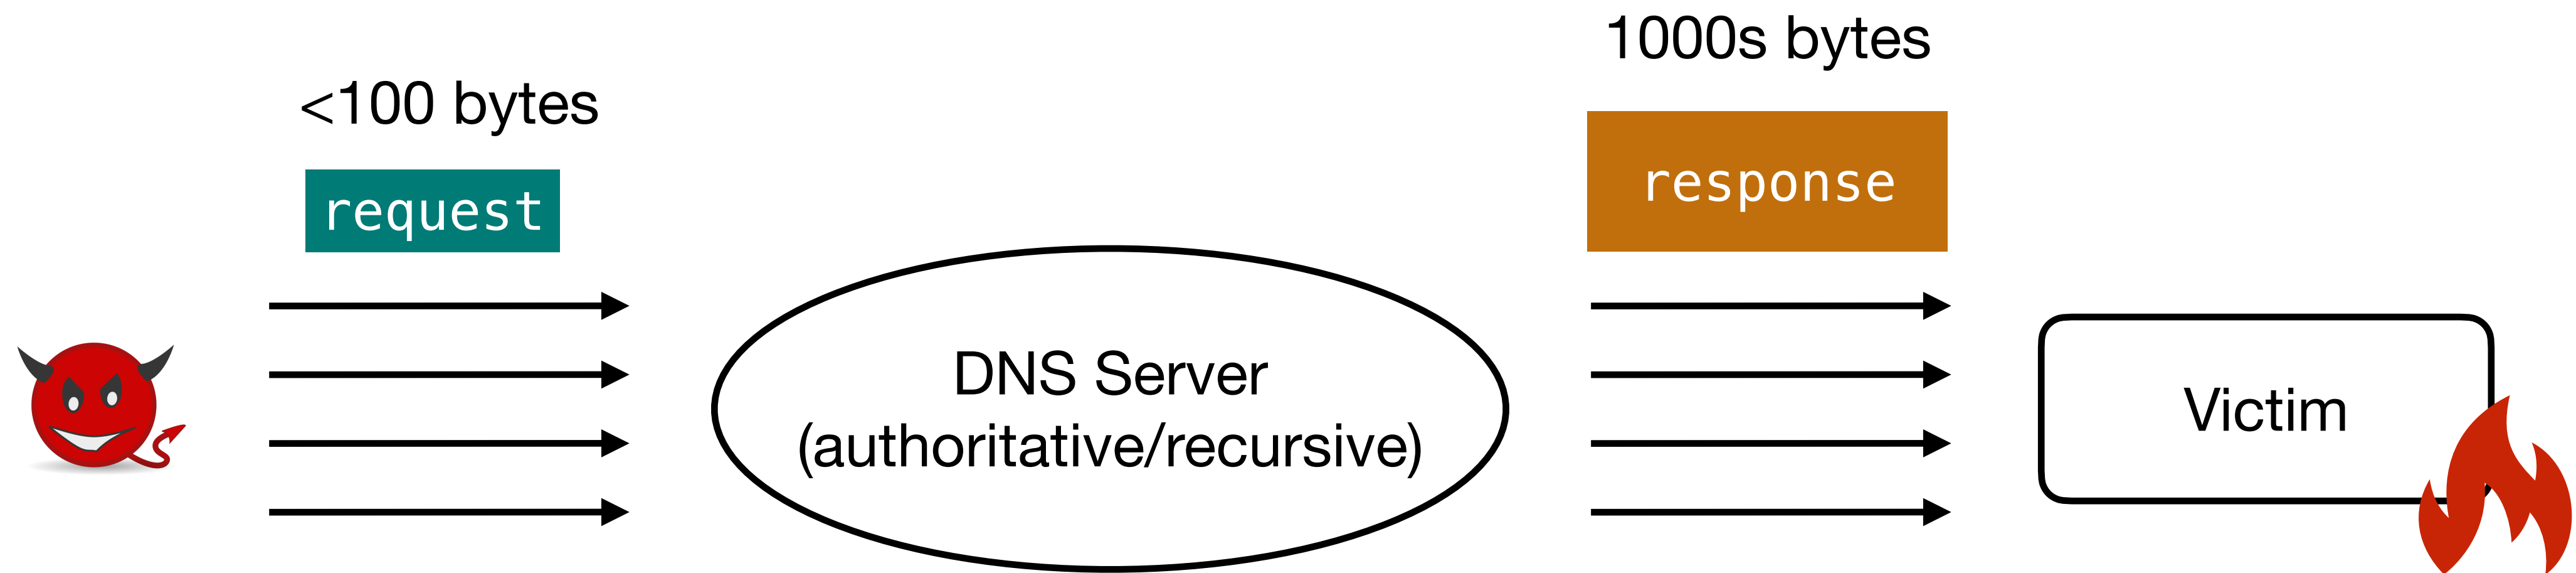 <100 bytes
request
DNS Server
(authoritative/recursive)
1000s bytes
response
Victim